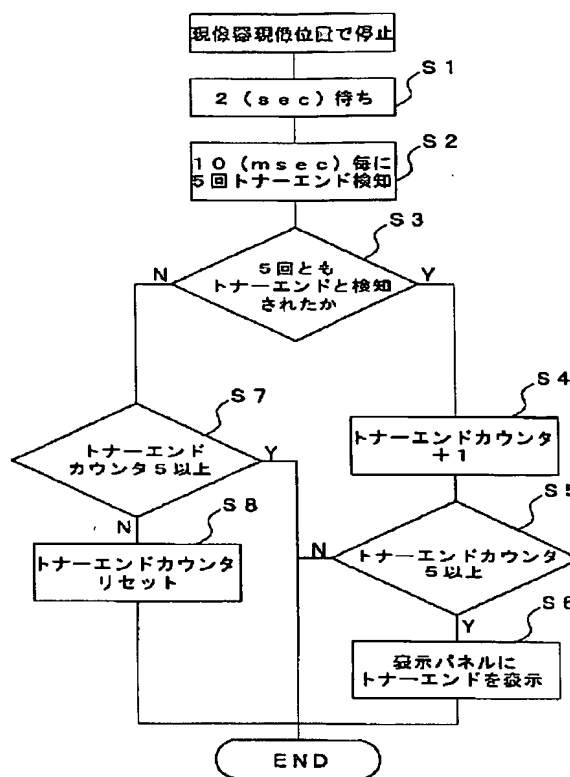 現像器現像位置で停止
S1
2 (sec) 待ち
S2
10 (msec) 毎に
5回トナーエンド検知
S3
N
5回とも
トナーエンドと検知
されたか
Y
S4
トナーエンドカウンタ
+1
S7
トナーエンド
カウンタ5以上
Y
N
S5
トナーエンドカウンタ
5以上
N
Y
S8
トナーエンドカウンタ
リセット
S6
表示パネルに
トナーエンドを表示
END